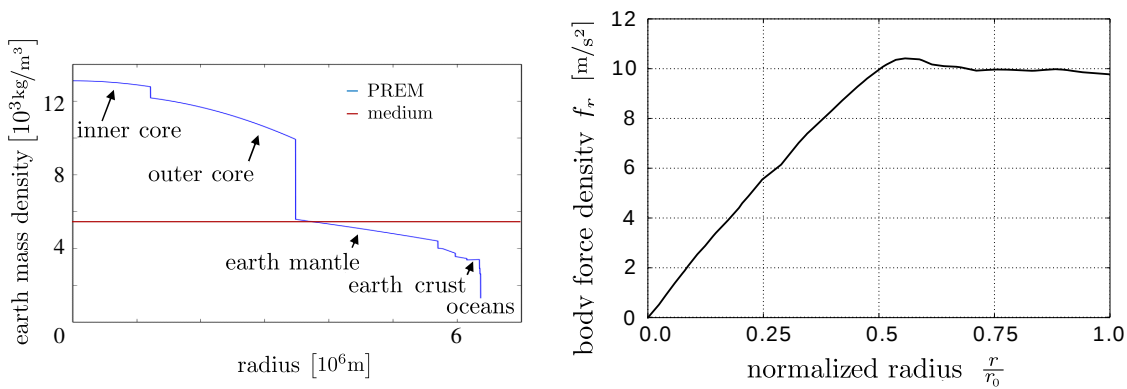 earth mass density [10³kg/m³]
12
8
4
0
PREM
medium
inner core
outer core
earth mantle
earth crust
oceans
6
radius [10⁶m]
body force density fᵣ [m/s²]
12
10
8
6
4
2
0
0.0 0.25 0.5 0.75 1.0
normalized radius r/r₀